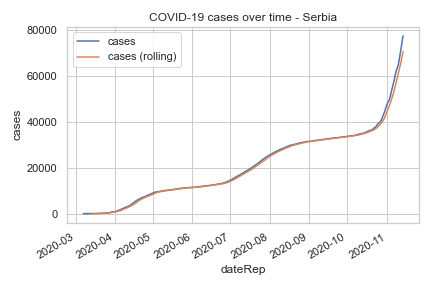 COVID-19 cases over time - Serbia
cases
cases (rolling)
80000
60000
40000
20000
0
cases
2020-03
2020-04
2020-05
2020-06
2020-07
2020-08
2020-09
2020-10
2020-11
dateRep